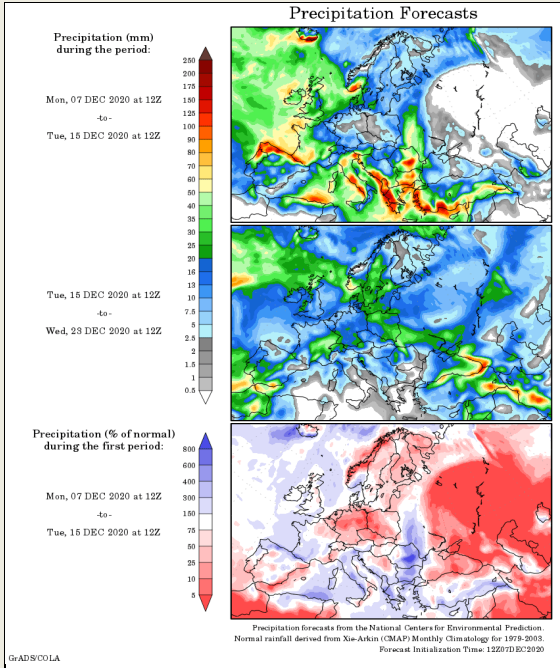 Precipitation Forecasts
Precipitation (mm)
during the period:
Mon, 07 DEC 2020 at 12Z
-to-
Tue, 15 DEC 2020 at 12Z
250
200
175
150
125
100
90
80
70
60
50
40
35
30
25
20
16
13
10
7.5
5
2.5
2
1.5
1
0.5
Tue, 15 DEC 2020 at 12Z
-to-
Wed, 23 DEC 2020 at 12Z
Precipitation (% of normal)
during the first period:
Mon, 07 DEC 2020 at 12Z
-to-
Tue, 15 DEC 2020 at 12Z
800
600
400
300
150
75
50
25
10
5
Precipitation forecasts from the National Centers for Environmental Prediction.
Normal rainfall derived from Xie-Arkin (CMAP) Monthly Climatology for 1979-2003.
Forecast Initialization Time: 12Z07DEC2020
GrADS/COLA